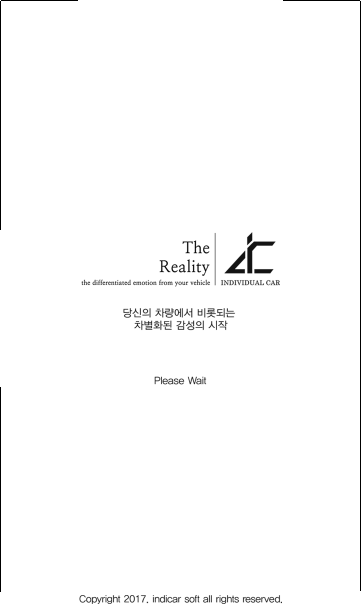 The
Reality
the differentiated emotion from your vehicle
INDIVIDUAL CAR
당신의 차량에서 비롯되는
차별화된 감성의 시작
Please Wait
Copyright 2017. indicar soft all rights reserved.